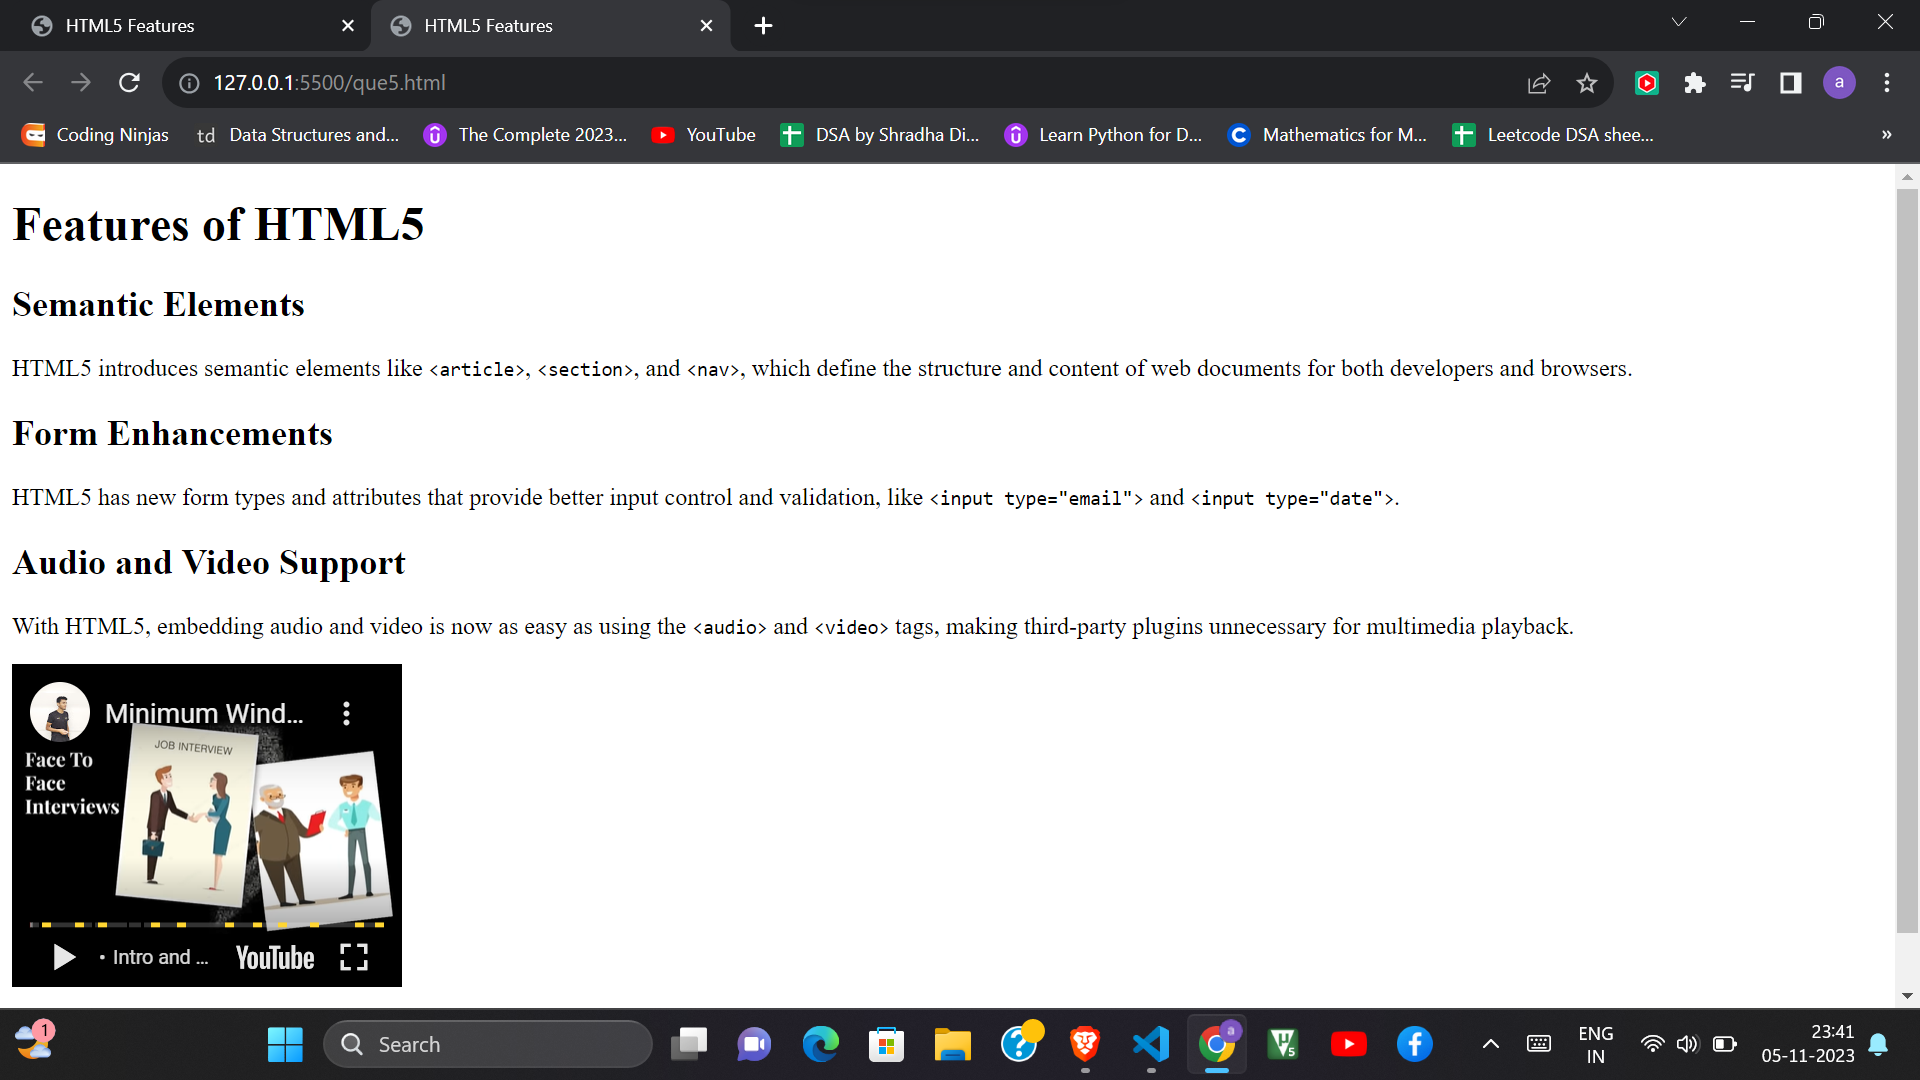 HTML5 Features
HTML5 Features
127.0.0.1:5500/que5.html
a
Coding Ninjas
td Data Structures and...
The Complete 2023...
YouTube
DSA by Shradha Di...
Learn Python for D...
Mathematics for M...
Leetcode DSA shee...
»
Features of HTML5
Semantic Elements
HTML5 introduces semantic elements like <article>, <section>, and <nav>, which define the structure and content of web documents for both developers and browsers.
Form Enhancements
HTML5 has new form types and attributes that provide better input control and validation, like <input type="email"> and <input type="date">.
Audio and Video Support
With HTML5, embedding audio and video is now as easy as using the <audio> and <video> tags, making third-party plugins unnecessary for multimedia playback.
Minimum Wind...
JOB INTERVIEW
Face To
Face
Interviews
• Intro and ...
YouTube
1
Search
a
5
ENG
IN
23:41
05-11-2023